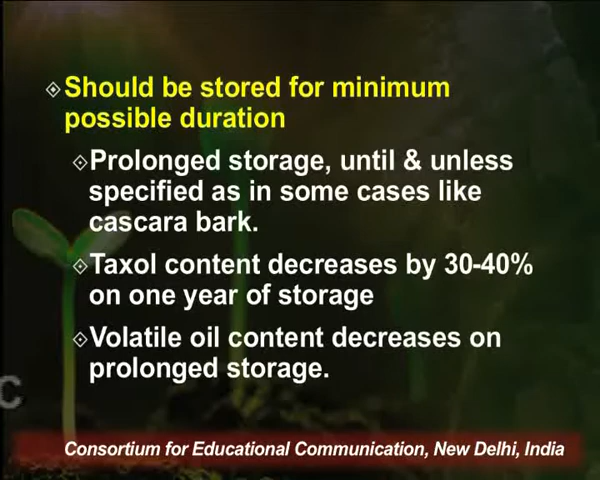 Should be stored for minimum
possible duration
Prolonged storage, until & unless
specified as in some cases like
cascara bark.
Taxol content decreases by 30-40%
on one year of storage
Volatile oil content decreases on
prolonged storage.
C
Consortium for Educational Communication, New Delhi, India